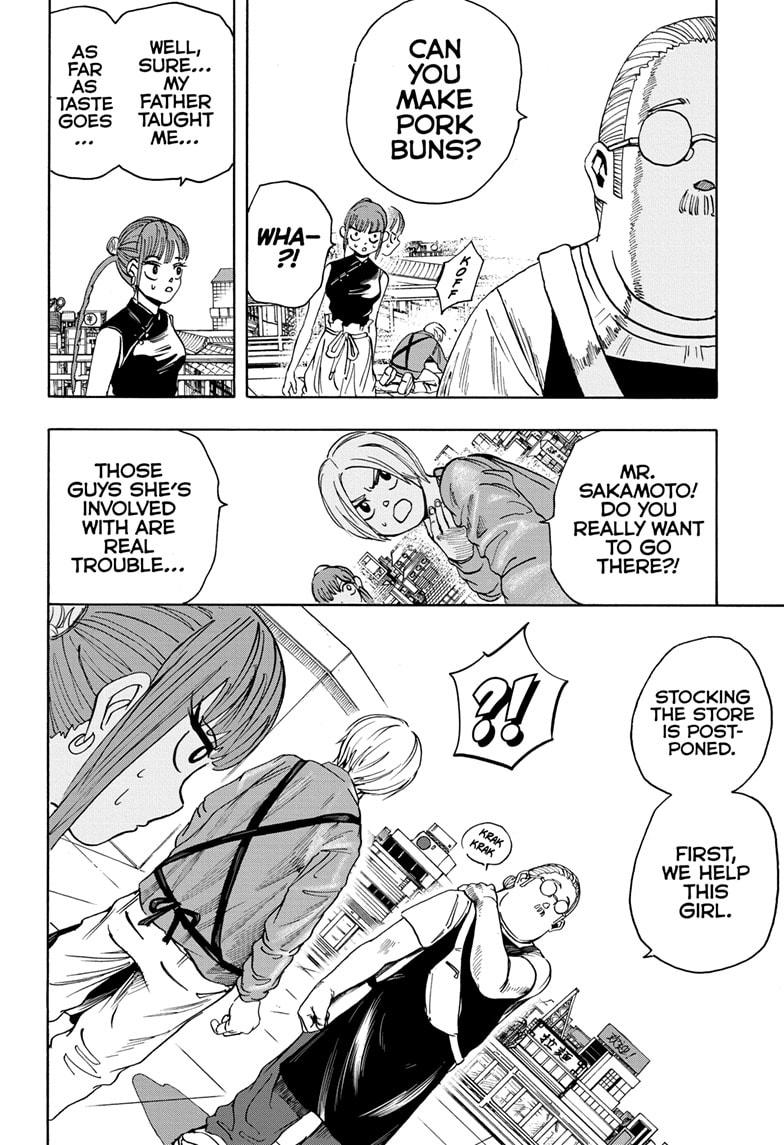 CAN
YOU
MAKE
PORK
BUNS?
KOFF
WHA—
?!
WELL,
SURE...
MY
FATHER
TAUGHT
ME...
AS
FAR
AS
TASTE
GOES
...
MR.
SAKAMOTO!
DO YOU
REALLY WANT
TO GO
THERE?!
THOSE
GUYS SHE'S
INVOLVED
WITH ARE
REAL
TROUBLE...
STOCKING
THE STORE
IS POST-
PONED.
FIRST,
WE HELP
THIS
GIRL.
?!
KRAK
KRAK
拉麺